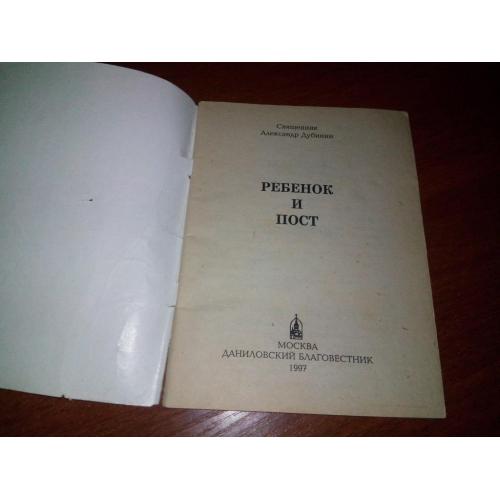 Священник
Александр Дубинин
РЕБЕНОК
И
ПОСТ
МОСКВА
ДАНИЛОВСКИЙ БЛАГОВЕСТНИК
1997